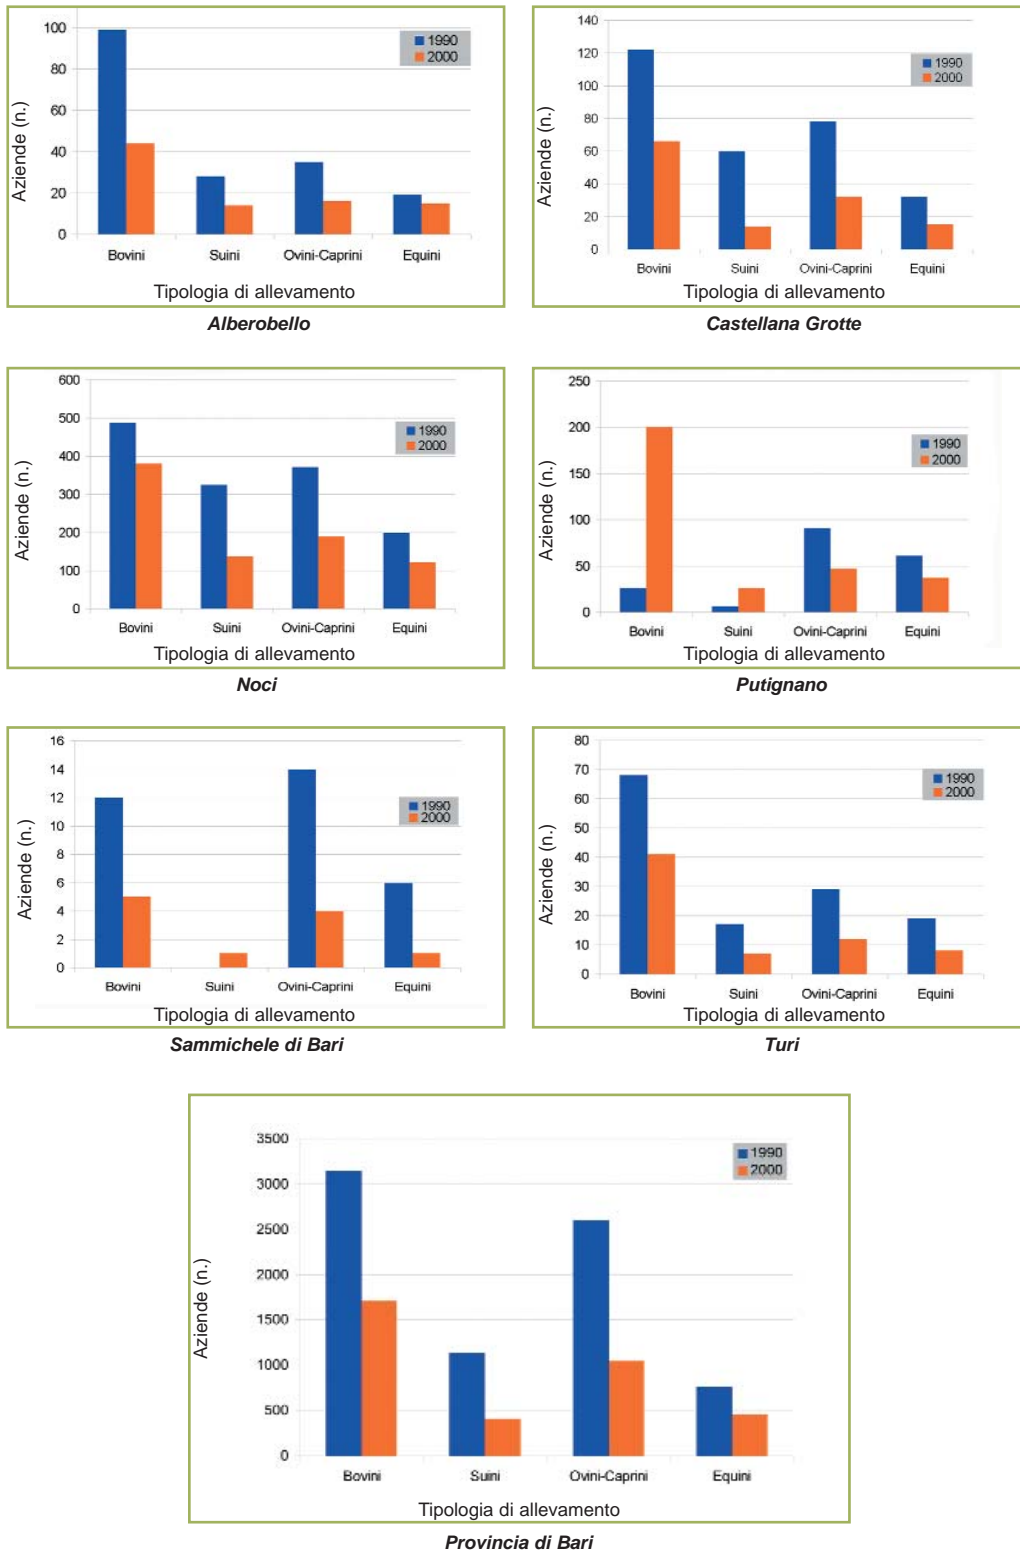 100
80
60
40
20
0
Aziende (n.)
1990
2000
Bovini Suini Ovini-Caprini Equini
Tipologia di allevamento
Alberobello
140
120
100
80
60
40
20
0
Aziende (n.)
1990
2000
Bovini Suini Ovini-Caprini Equini
Tipologia di allevamento
Castellana Grotte
600
500
400
300
200
100
0
Aziende (n.)
1990
2000
Bovini Suini Ovini-Caprini Equini
Tipologia di allevamento
Noci
250
200
150
100
50
0
Aziende (n.)
1990
2000
Bovini Suini Ovini-Caprini Equini
Tipologia di allevamento
Putignano
16
14
12
10
8
6
4
2
0
Aziende (n.)
1990
2000
Bovini Suini Ovini-Caprini Equini
Tipologia di allevamento
Sammichele di Bari
80
70
60
50
40
30
20
10
0
Aziende (n.)
1990
2000
Bovini Suini Ovini-Caprini Equini
Tipologia di allevamento
Turi
3500
3000
2500
2000
1500
1000
500
0
Aziende (n.)
1990
2000
Bovini Suini Ovini-Caprini Equini
Tipologia di allevamento
Provincia di Bari